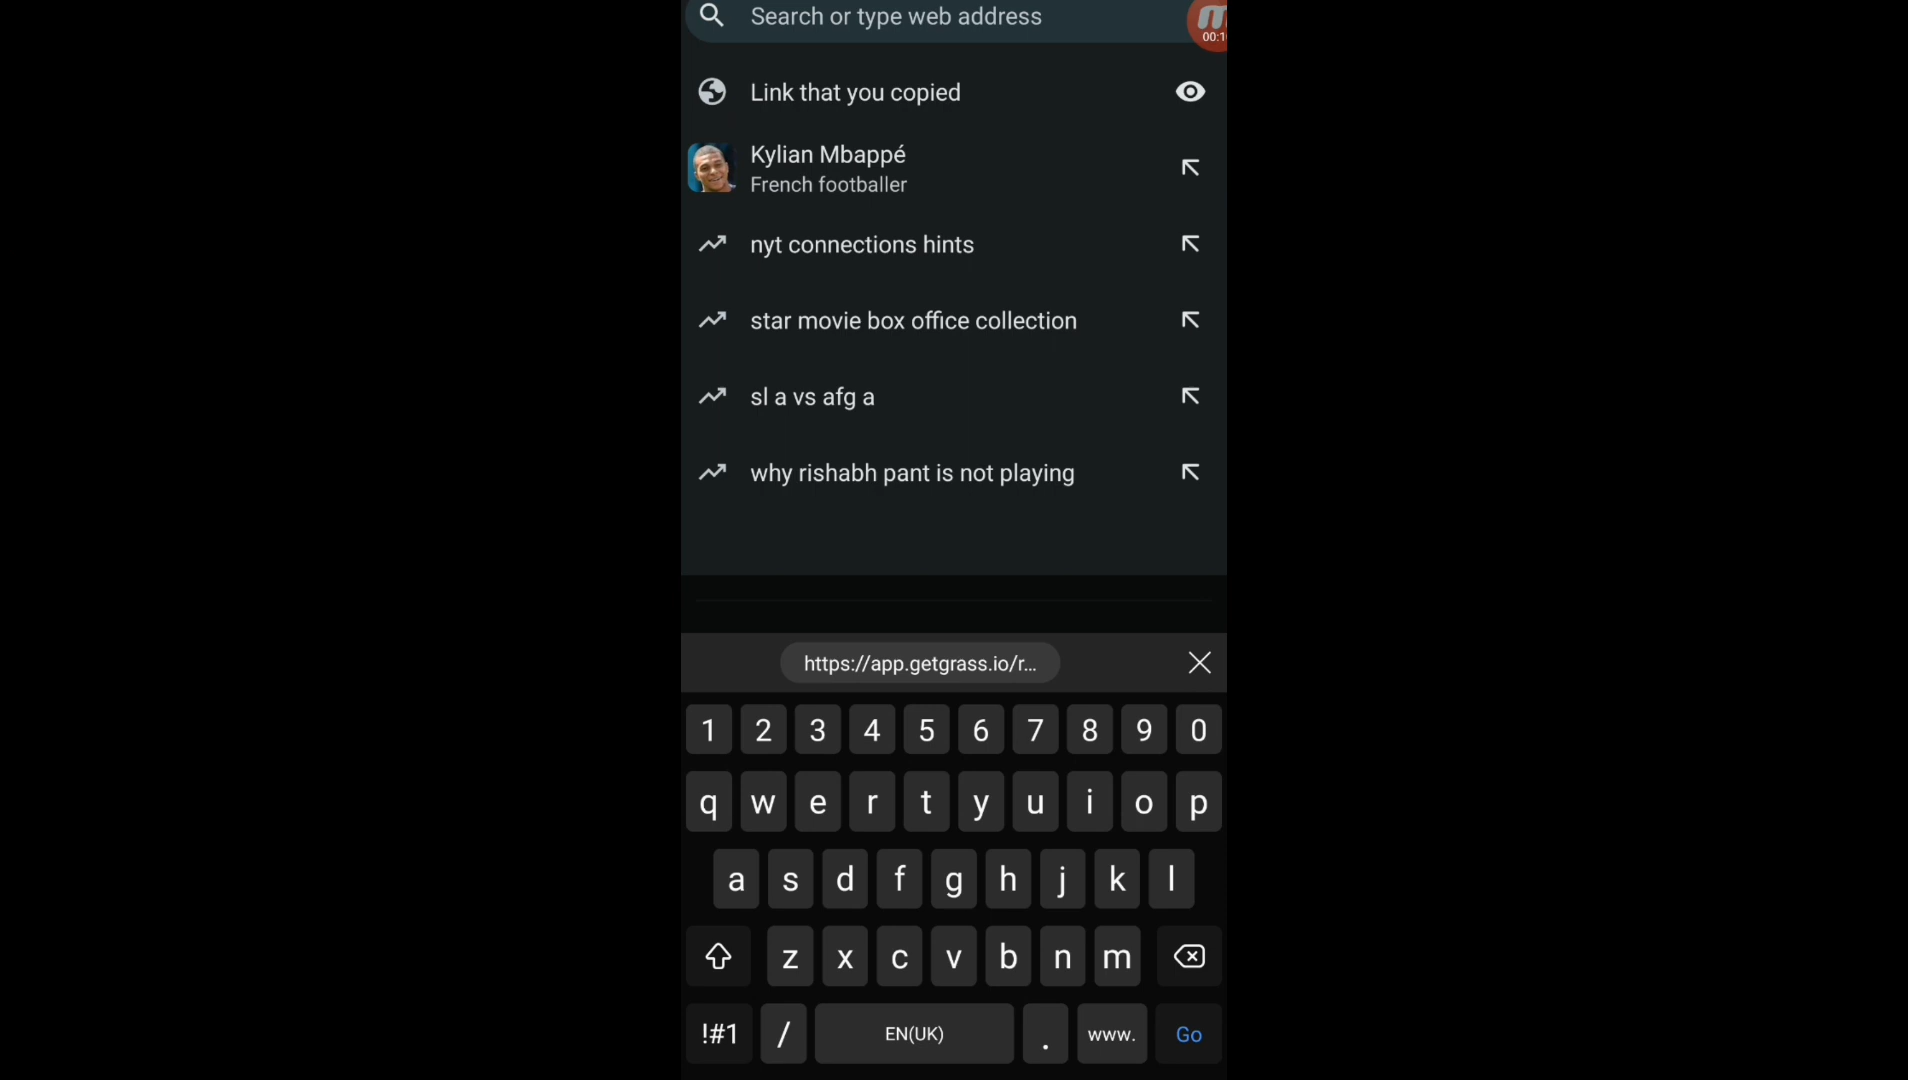 Search or type web address
00:1
Link that you copied
Kylian Mbappé
French footballer
nyt connections hints
star movie box office collection
sl a vs afg a
why rishabh pant is not playing
https://app.getgrass.io/r...
1 2 3 4 5 6 7 8 9 0
q w e r t y u i o p
a s d f g h j k l
z x c v b n m
!#1 / EN(UK) . www. Go